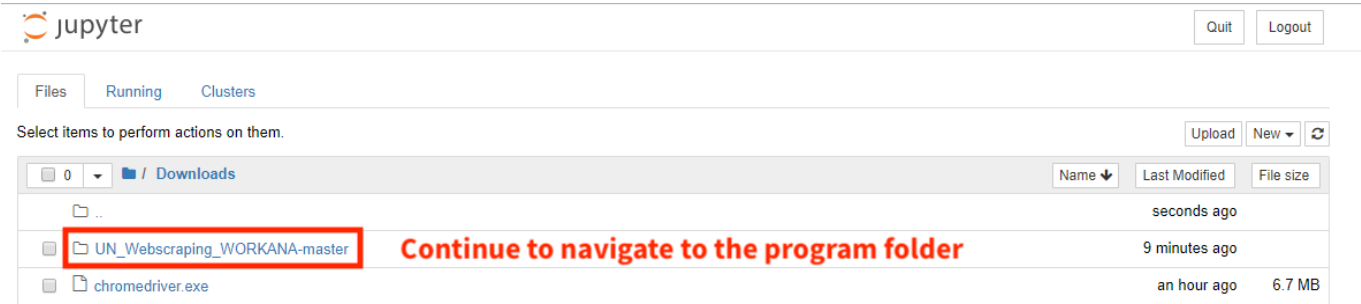 jupyter
Quit Logout
Files Running Clusters
Select items to perform actions on them.
Upload New
0 / Downloads Name Last Modified File size
.. seconds ago
UN_Webscraping_WORKANA-master Continue to navigate to the program folder 9 minutes ago
chromedriver.exe an hour ago 6.7 MB